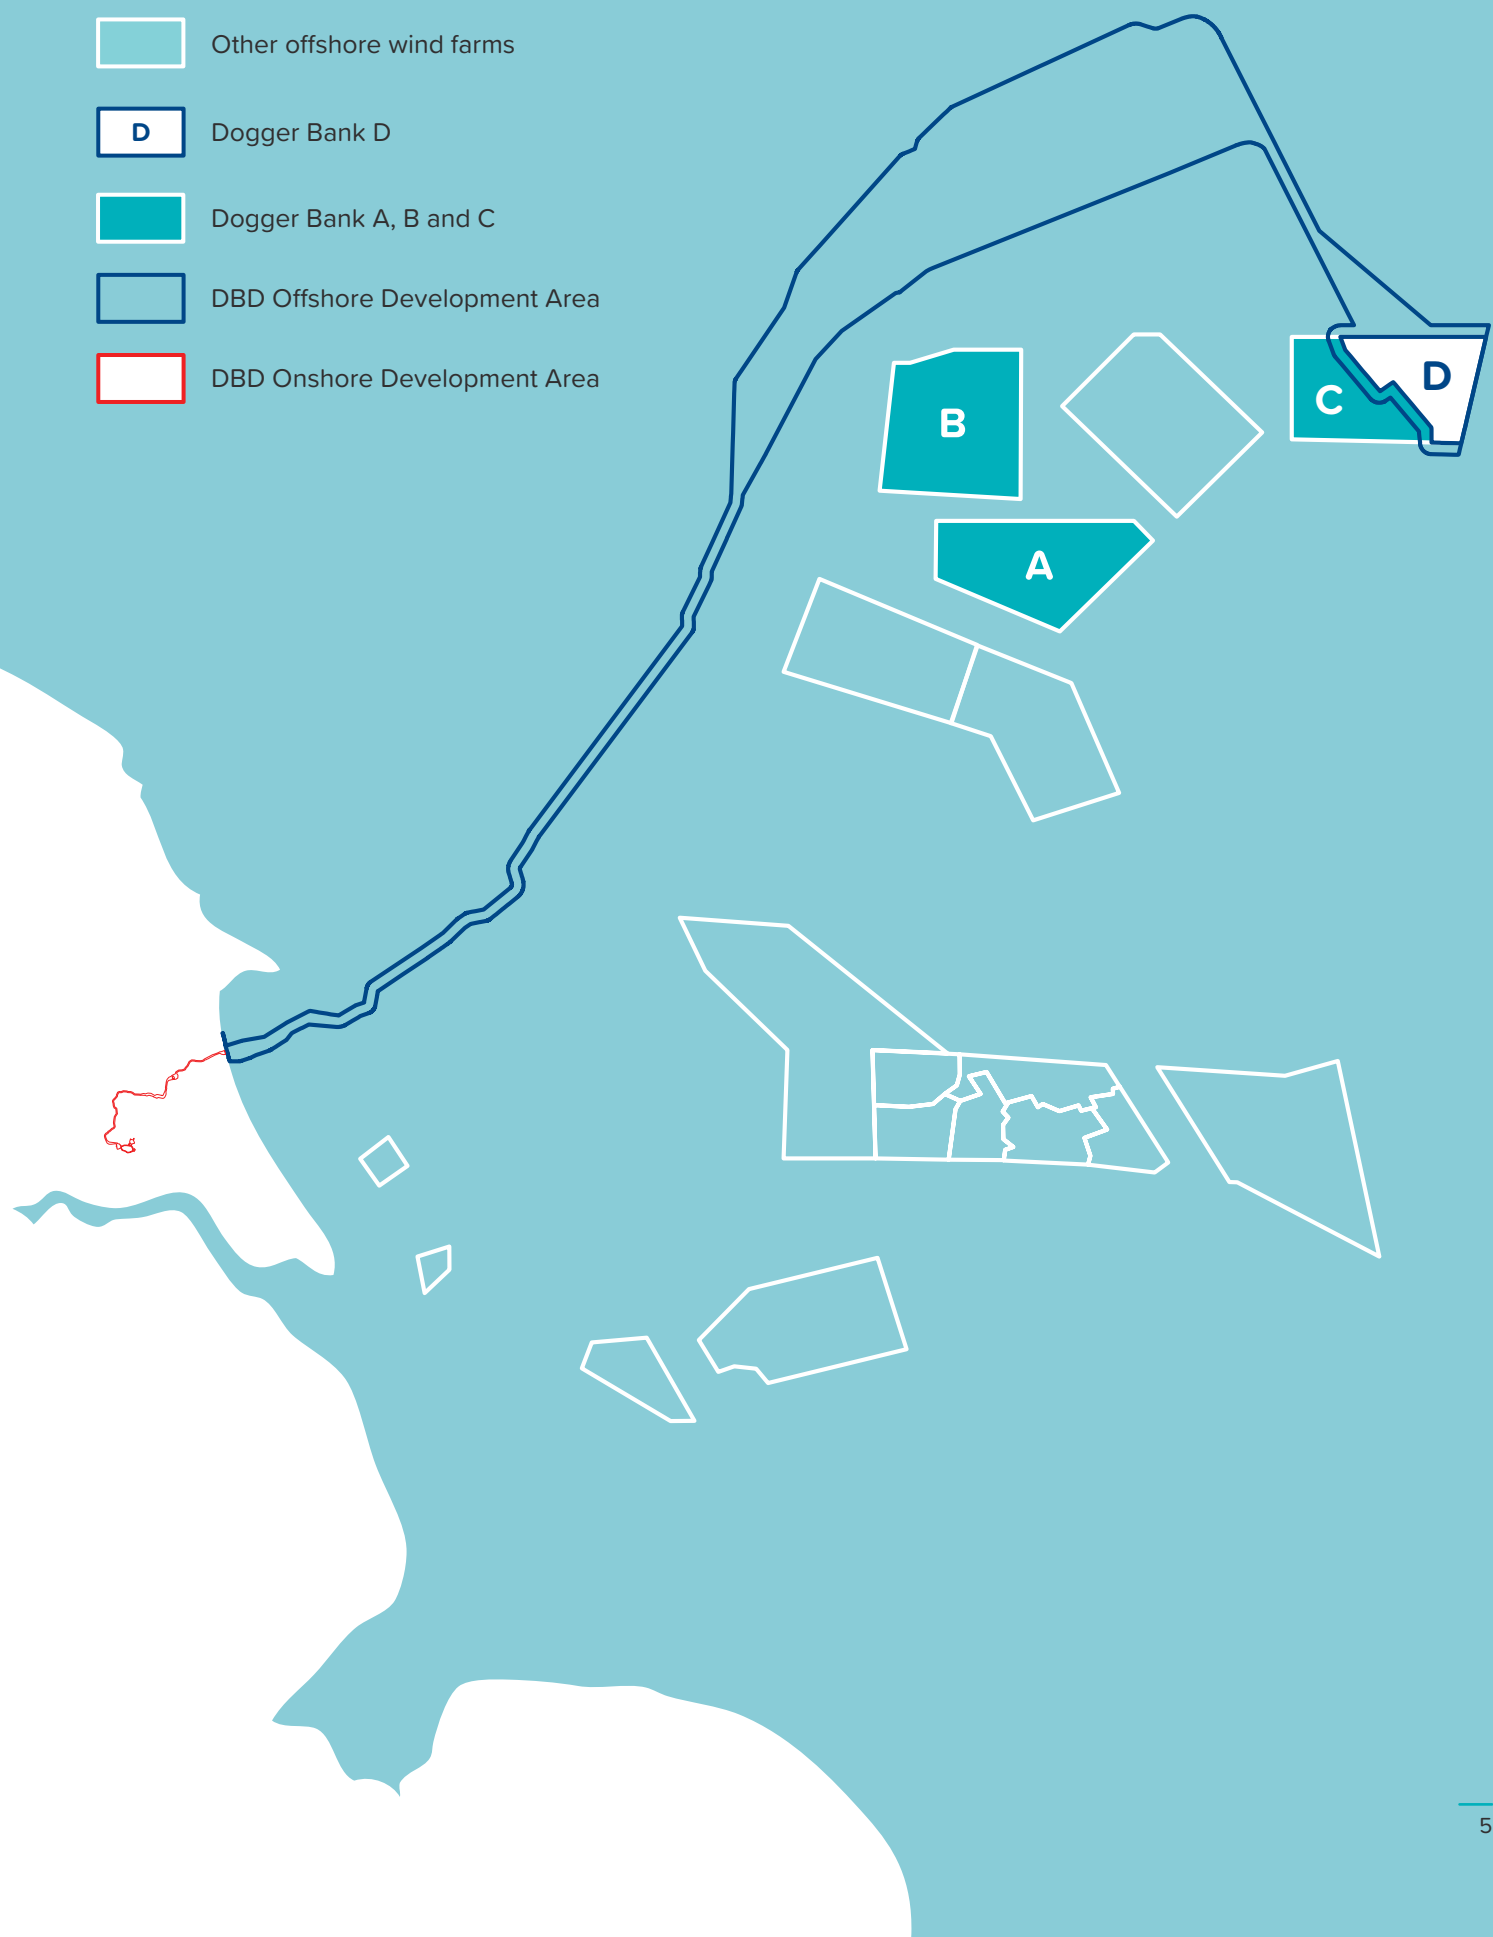 Other offshore wind farms
D Dogger Bank D
Dogger Bank A, B and C
DBD Offshore Development Area
DBD Onshore Development Area
D
C
B
A
5